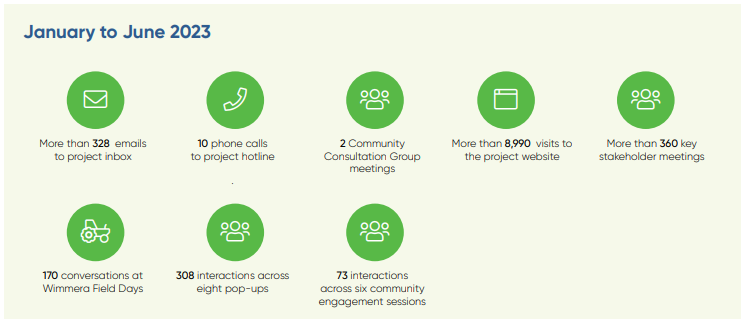 January to June 2023
More than 328 emails
to project inbox
10 phone calls
to project hotline
.
2 Community
Consultation Group
meetings
More than 8,990 visits to
the project website
More than 360 key
stakeholder meetings
170 conversations at
Wimmera Field Days
308 interactions across
eight pop-ups
73 interactions
across six community
engagement sessions